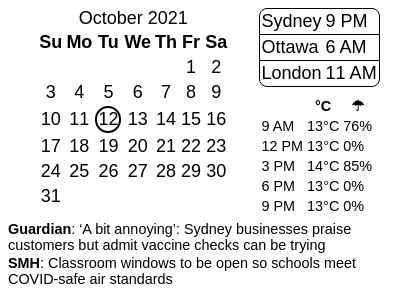 October 2021
Su Mo Tu We Th Fr Sa
1 2
3 4 5 6 7 8 9
10 11 12 13 14 15 16
17 18 19 20 21 22 23
24 25 26 27 28 29 30
31
Sydney 9 PM
Ottawa 6 AM
London 11 AM
°C ☂
9 AM 13°C 76%
12 PM 13°C 0%
3 PM 14°C 85%
6 PM 13°C 0%
9 PM 13°C 0%
Guardian: ‘A bit annoying’: Sydney businesses praise
customers but admit vaccine checks can be trying
SMH: Classroom windows to be open so schools meet
COVID-safe air standards